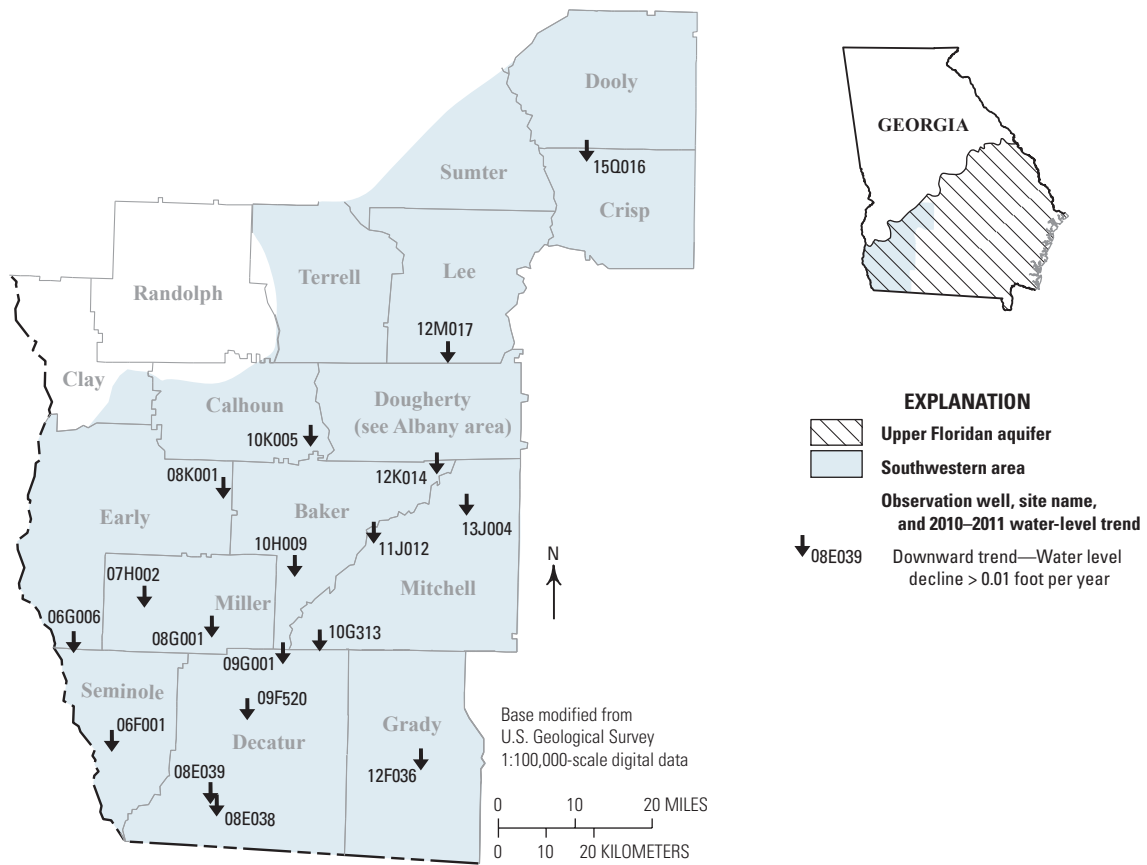 Dooly
GEORGIA
15Q016
Sumter
Crisp
Terrell
Lee
Randolph
12M017
Clay
Calhoun
Dougherty
(see Albany area)
10K005
08K001
12K014
Early
Baker
13J004
11J012
10H009
07H002
Mitchell
Miller
06G006
08G001
10G313
09G001
Seminole
09F520
06F001
Decatur
Grady
08E039
12F036
08E038
N
Base modified from
U.S. Geological Survey
1:100,000-scale digital data
0 10 20 MILES
0 10 20 KILOMETERS
EXPLANATION
Upper Floridan aquifer
Southwestern area
Observation well, site name,
and 2010–2011 water-level trend
08E039 Downward trend—Water level
decline > 0.01 foot per year